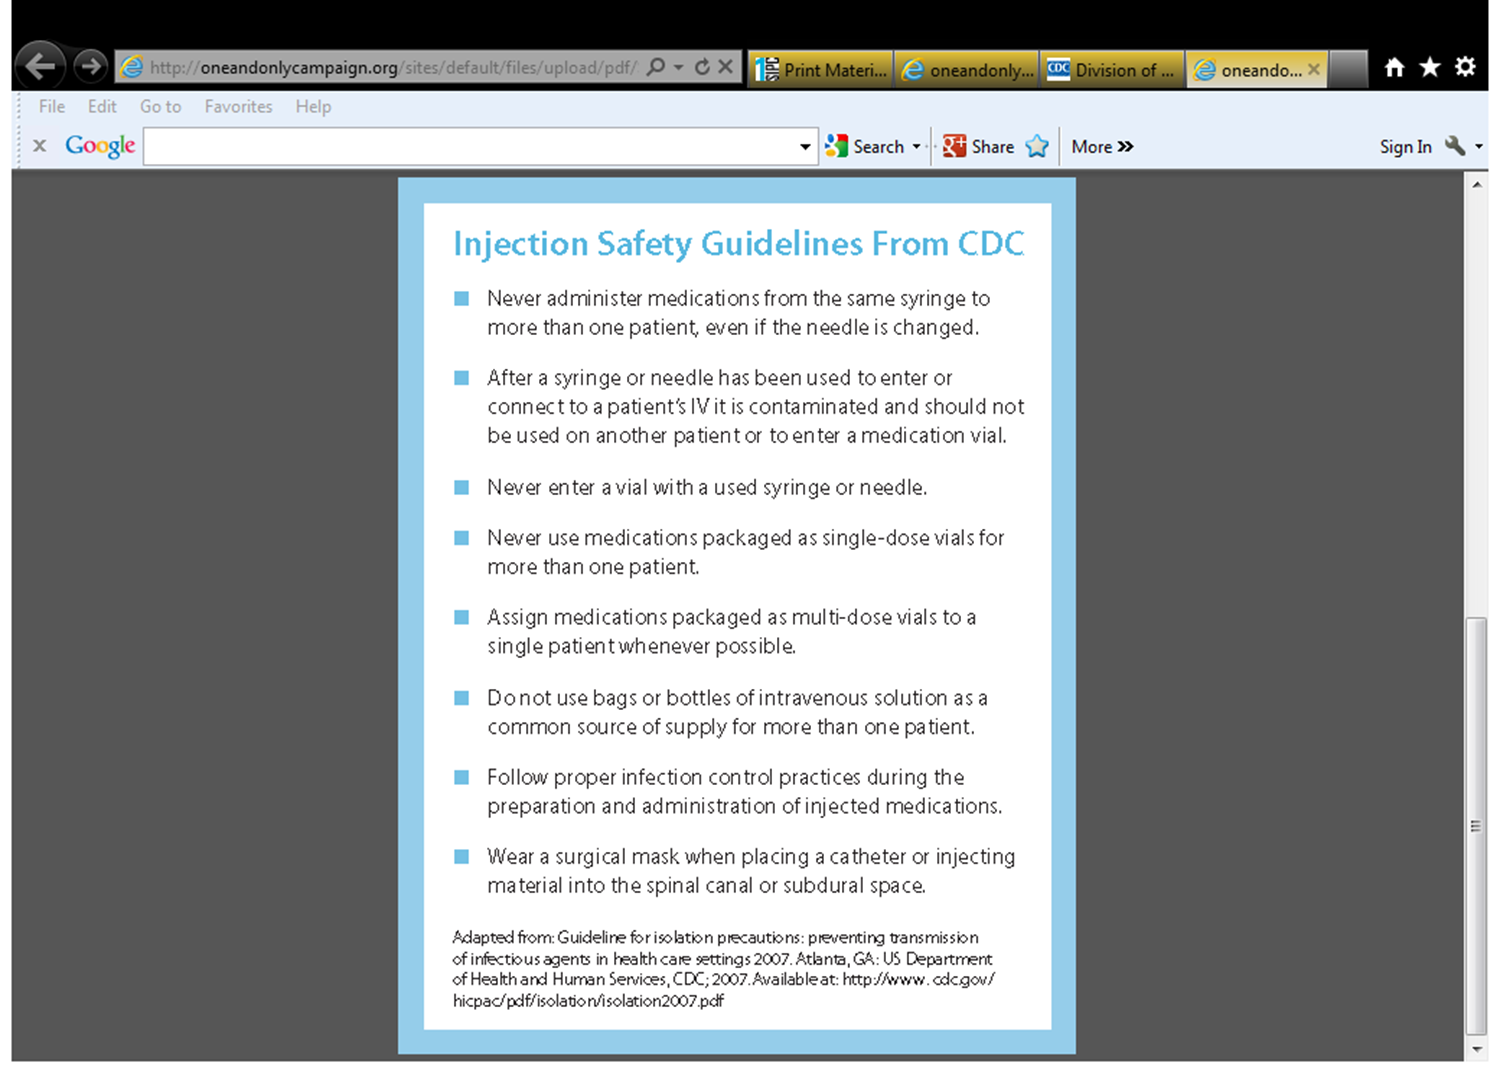 http://oneandonlycampaign.org/sites/default/files/upload/pdf/
1 SIPC Print Materi... oneandonly... CDC Division of ... oneando...
File Edit Go to Favorites Help
x Google Search Share More » Sign In
Injection Safety Guidelines From CDC
Never administer medications from the same syringe to
more than one patient, even if the needle is changed.
After a syringe or needle has been used to enter or
connect to a patient's IV it is contaminated and should not
be used on another patient or to enter a medication vial.
Never enter a vial with a used syringe or needle.
Never use medications packaged as single-dose vials for
more than one patient.
Assign medications packaged as multi-dose vials to a
single patient whenever possible.
Do not use bags or bottles of intravenous solution as a
common source of supply for more than one patient.
Follow proper infection control practices during the
preparation and administration of injected medications.
Wear a surgical mask when placing a catheter or injecting
material into the spinal canal or subdural space.
Adapted from: Guideline for isolation precautions: preventing transmission
of infectious agents in health care settings 2007. Atlanta, GA: US Department
of Health and Human Services, CDC; 2007. Available at: http://www. cdc.gov/
hicpac/pdf/isolation/isolation2007.pdf